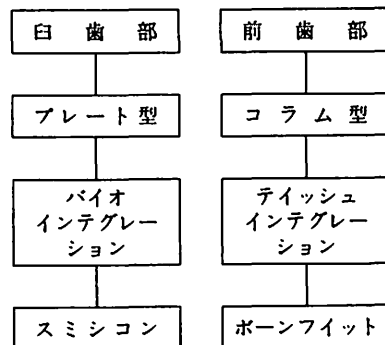 臼歯部
プレート型
バイオ
インテグレー
ション
スミシコン
前歯部
コラム型
テイッシュ
インテグレー
ション
ボーンフイット